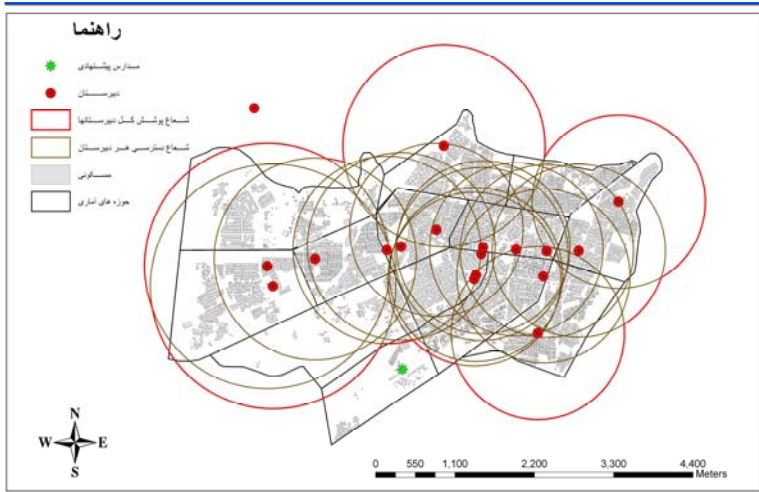 راهنما
مدارس پیشنهادی
دبیرستان
شعاع پوشش کل دبیرستانها
شعاع دسترسی هر دبیرستان
مسکونی
حوزه های آماری
N
W E
S
0 550 1,100 2,200 3,300 4,400
Meters